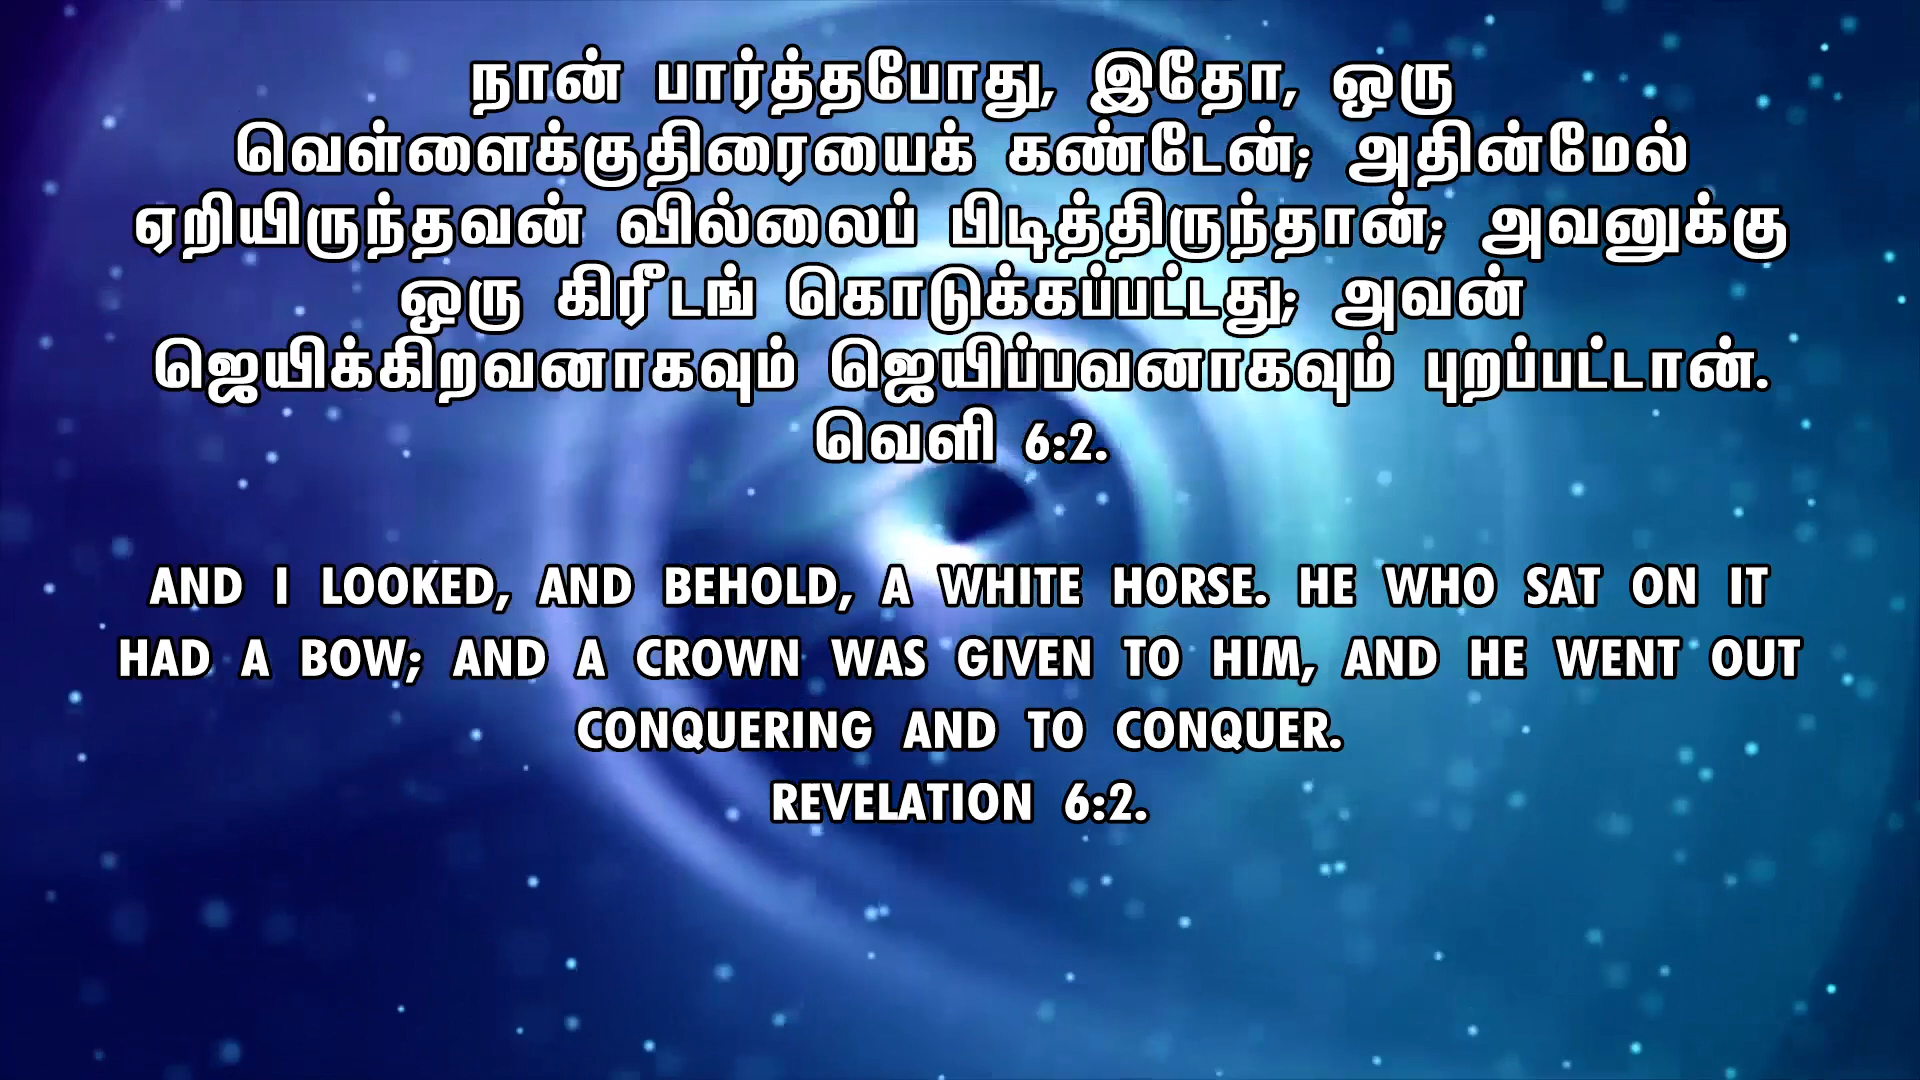 நான் பார்த்தபோது, இதோ, ஒரு
வெள்ளைக்குதிரையைக் கண்டேன்; அதின்மேல்
ஏறியிருந்தவன் வில்லைப் பிடித்திருந்தான்; அவனுக்கு
ஒரு கிரீடங் கொடுக்கப்பட்டது; அவன்
ஜெயிக்கிறவனாகவும் ஜெயிப்பவனாகவும் புறப்பட்டான்.
வெளி 6:2.
AND I LOOKED, AND BEHOLD, A WHITE HORSE. HE WHO SAT ON IT
HAD A BOW; AND A CROWN WAS GIVEN TO HIM, AND HE WENT OUT
CONQUERING AND TO CONQUER.
REVELATION 6:2.